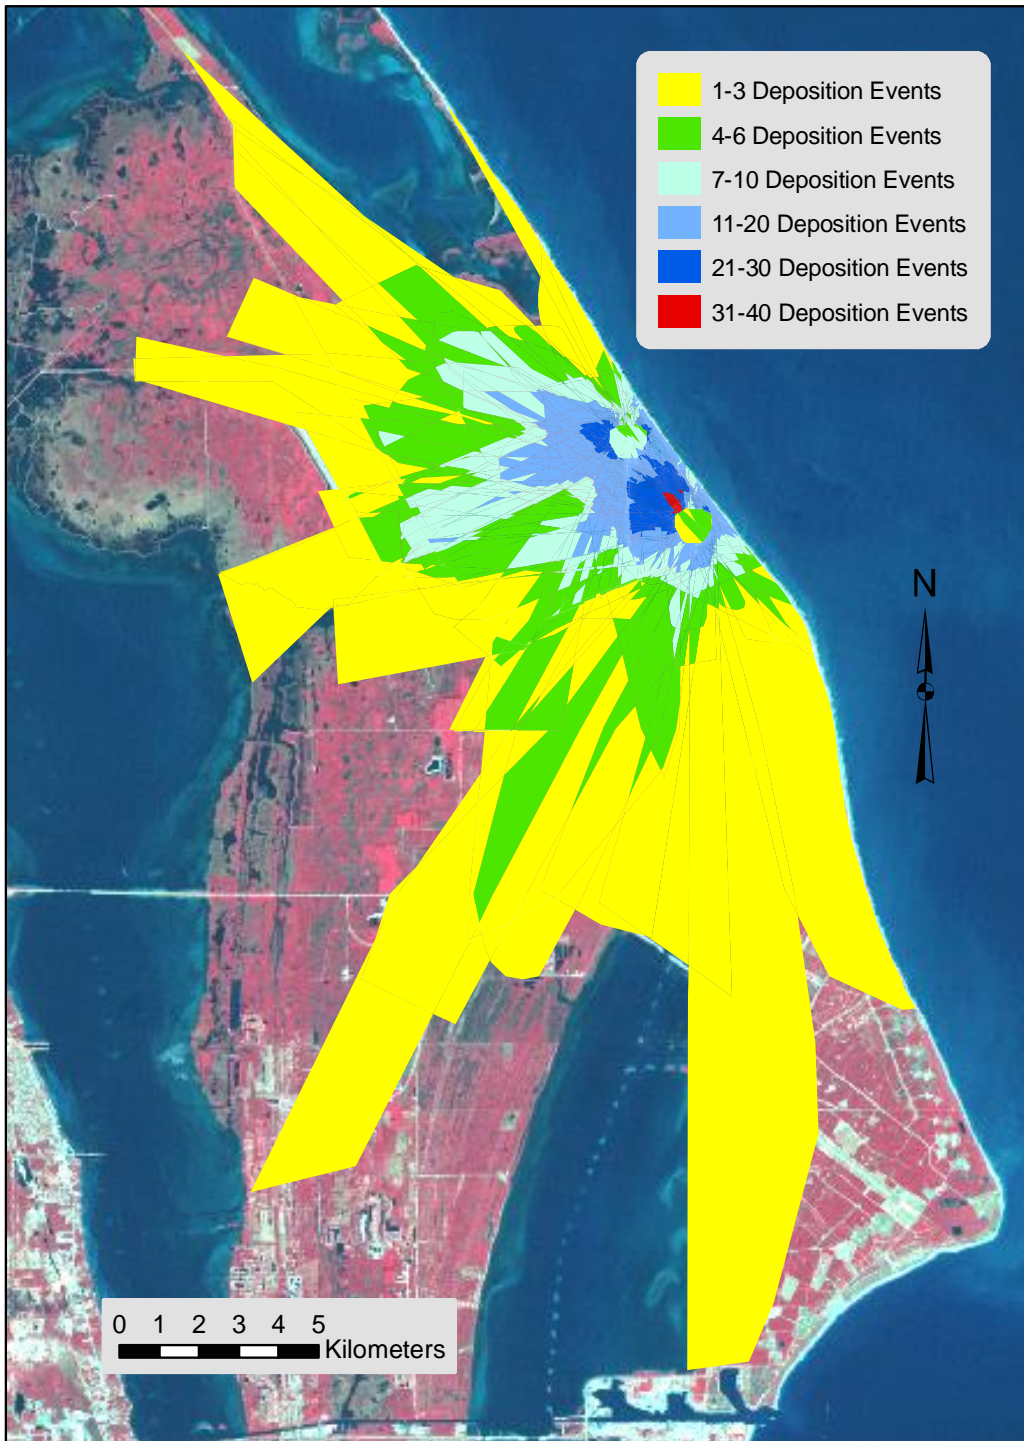 1-3 Deposition Events
4-6 Deposition Events
7-10 Deposition Events
11-20 Deposition Events
21-30 Deposition Events
31-40 Deposition Events
N
0 1 2 3 4 5
Kilometers